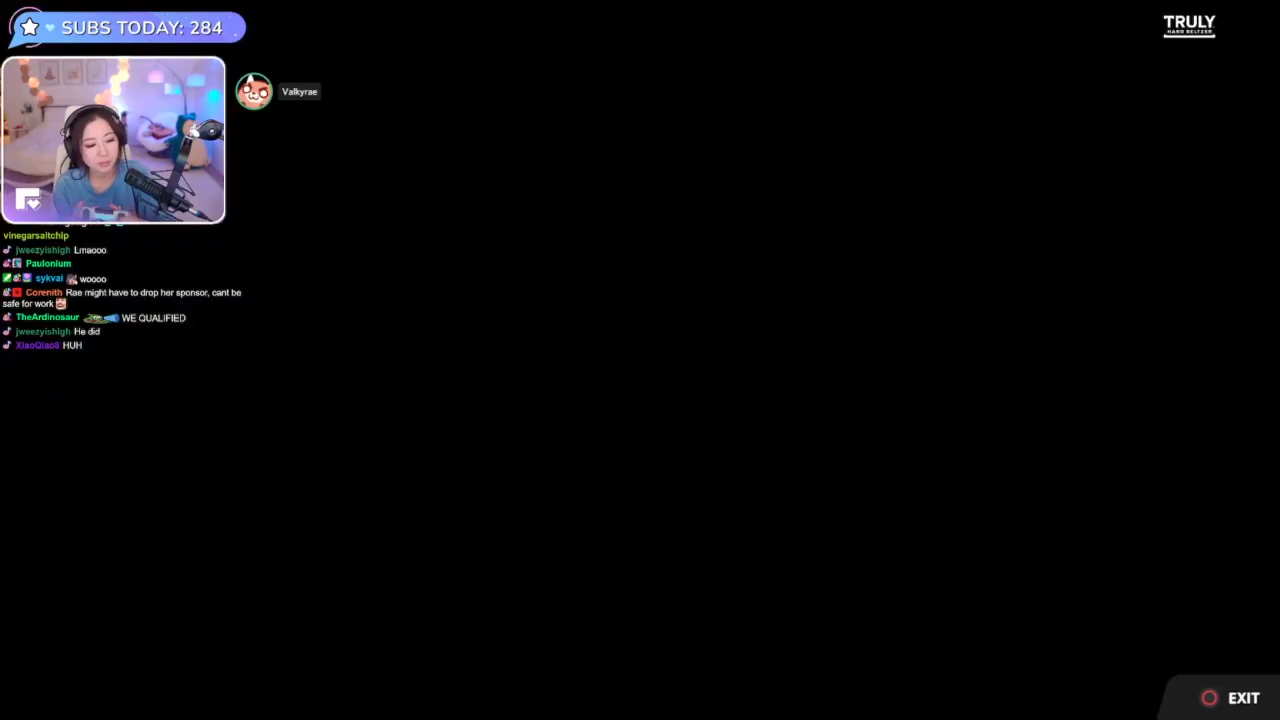 SUBS TODAY: 284
TRULY
HARD SELTZER
Valkyrae
vinegarsaltchip
jweezyishigh Lmaooo
Paulonium
sykvai woooo
Corenith Rae might have to drop her sponsor, cant be
safe for work
TheArdinosaur WE QUALIFIED
jweezyishigh He did
XiaoQiao8 HUH
EXIT